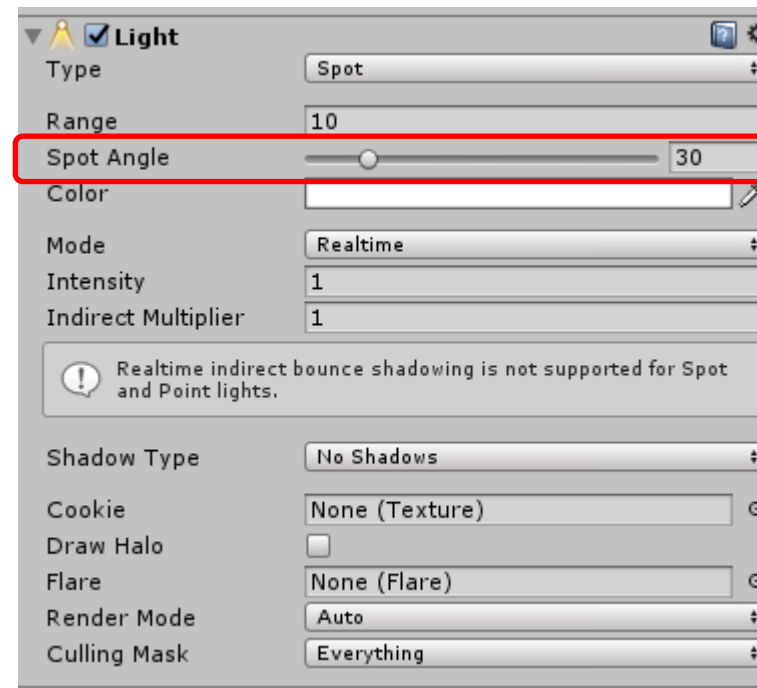 Light
Type Spot
Range 10
Spot Angle 30
Color
Mode Realtime
Intensity 1
Indirect Multiplier 1
Realtime indirect bounce shadowing is not supported for Spot
and Point lights.
Shadow Type No Shadows
Cookie None (Texture)
Draw Halo
Flare None (Flare)
Render Mode Auto
Culling Mask Everything